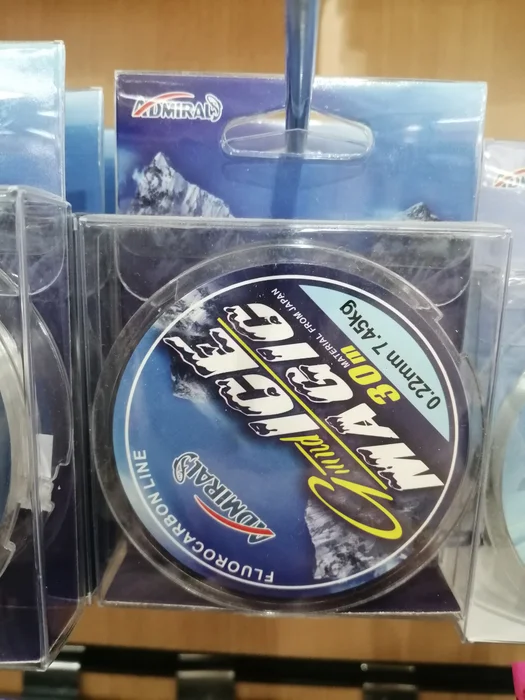 ADMIRAL
0.22mm 7.45kg
30m
MATERIAL FROM JAPAN
ICE
MAGIC
ADMIRAL
FLUOROCARBON LINE